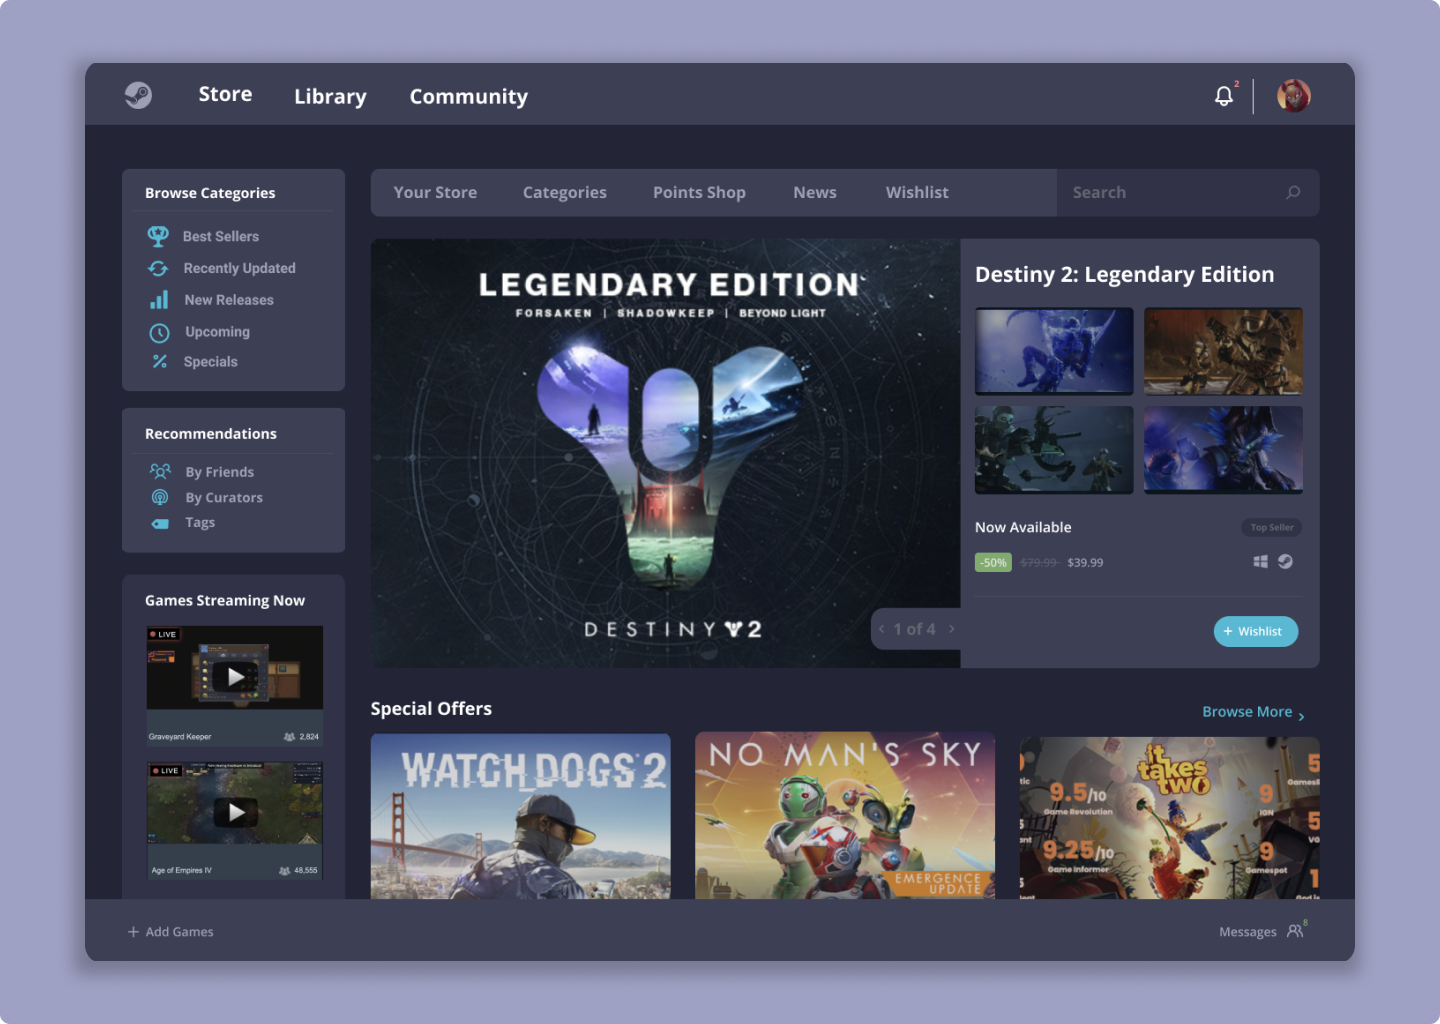 Store
Library
Community
2
Browse Categories
Best Sellers
Recently Updated
New Releases
Upcoming
Specials
Recommendations
By Friends
By Curators
Tags
Games Streaming Now
LIVE
Graveyard Keeper
2,824
LIVE
Age of Empires IV
48,555
Your Store
Categories
Points Shop
News
Wishlist
Search
LEGENDARY EDITION
FORSAKEN | SHADOWKEEP | BEYOND LIGHT
DESTINY 2
< 1 of 4 >
Destiny 2: Legendary Edition
Now Available
Top Seller
-50% $79.99 $39.99
+ Wishlist
Special Offers
Browse More >
WATCH_DOGS 2
NO MAN'S SKY
EMERGENCE
UPDATE
it
takes
two
9.5/10
Game Revolution
9.25/10
Game Informer
9
IGN
9
Gamespot
+ Add Games
Messages
8